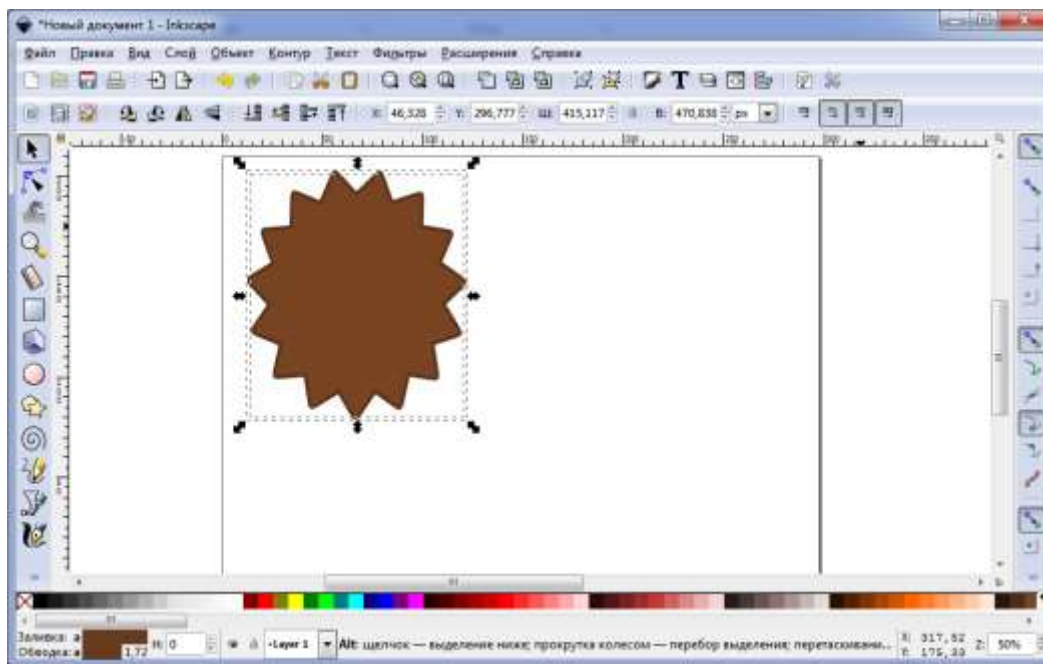 *Новый документ 1 - Inkscape
Файл Правка Вид Слой Объект Контур Текст Фильтры Расширения Справка
X: 46,328 Y: 296,777 Ш: 415,117 В: 470,838 px
Заливка: a Н: 0 •Layer 1 Alt: щелчок — выделение ниже; прокрутка колесом — перебор выделения; перетаскивани... X: 317,52 Z: 50%
Обводка: a 1,72 Y: 175,33